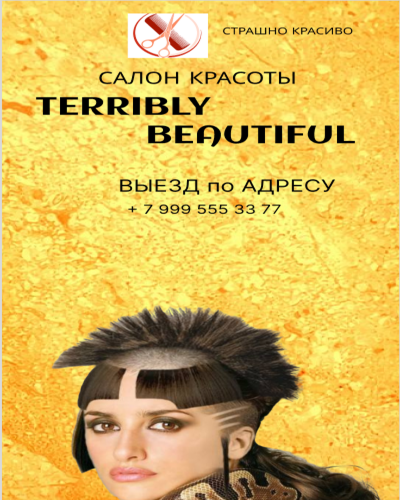 СТРАШНО КРАСИВО
САЛОН КРАСОТЫ
TERRIBLY
BEAUTIFUL
ВЫЕЗД по АДРЕСУ
+ 7 999 555 33 77